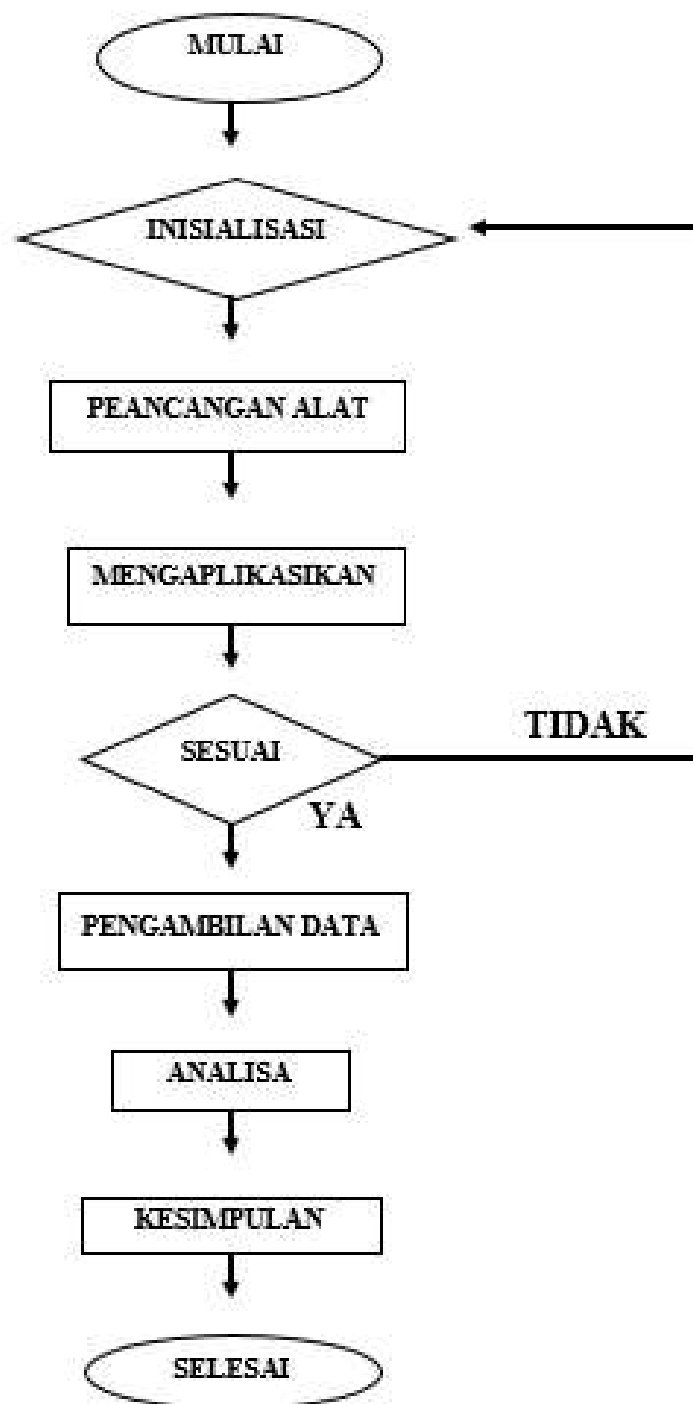 MULAI
INISIALISASI
PEANCANGAN ALAT
MENGAPLIKASIKAN
SESUAI
TIDAK
YA
PENGAMBILAN DATA
ANALISA
KESIMPULAN
SELESAI